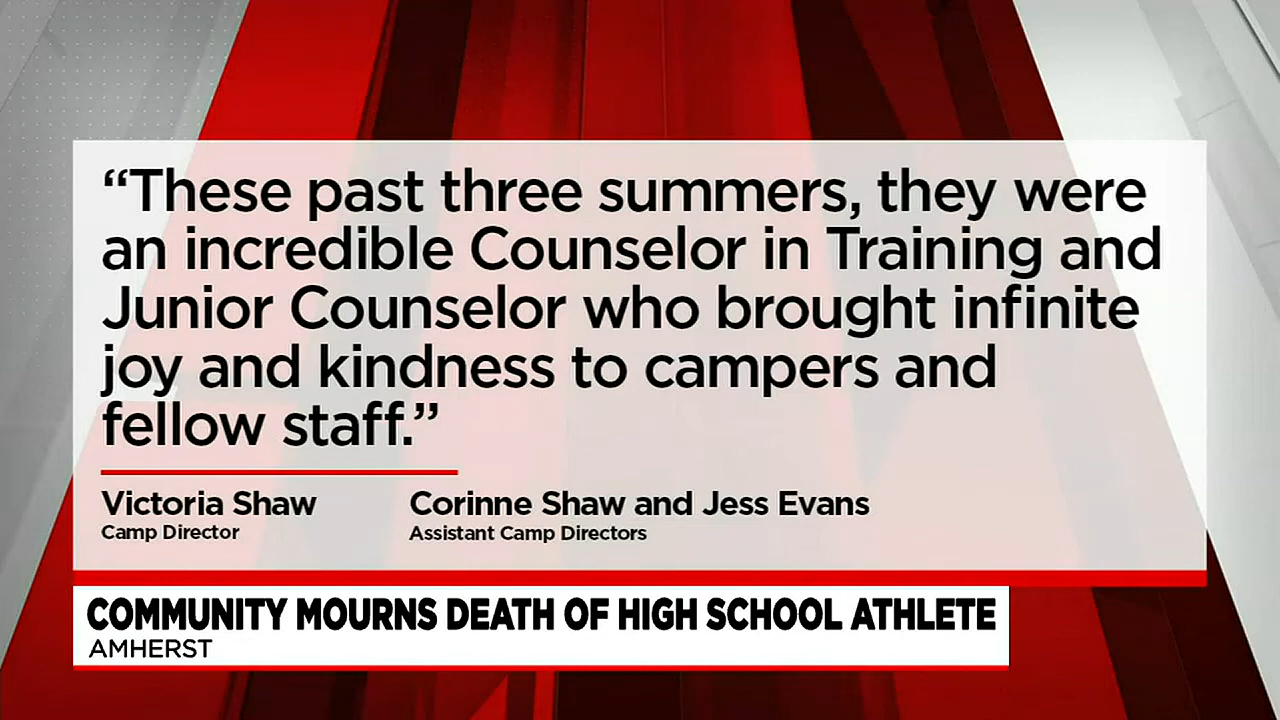 “These past three summers, they were
an incredible Counselor in Training and
Junior Counselor who brought infinite
joy and kindness to campers and
fellow staff.”
Victoria Shaw
Camp Director
Corinne Shaw and Jess Evans
Assistant Camp Directors
COMMUNITY MOURNS DEATH OF HIGH SCHOOL ATHLETE
AMHERST